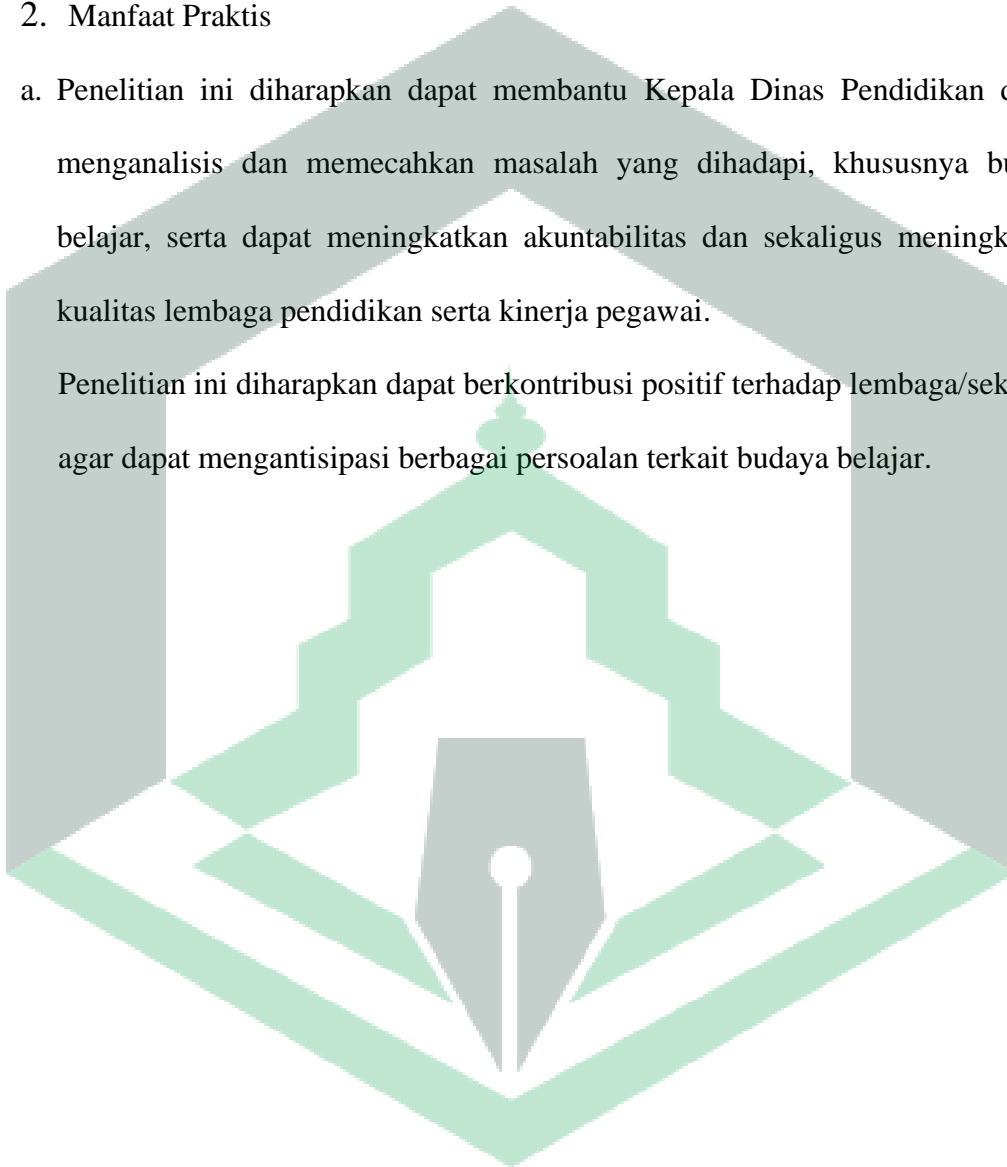 2. Manfaat Praktis
a. Penelitian ini diharapkan dapat membantu Kepala Dinas Pendidikan
menganalisis dan memecahkan masalah yang dihadapi, khususnya
belajar, serta dapat meningkatkan akuntabilitas dan sekaligus
kualitas lembaga pendidikan serta kinerja pegawai.
Penelitian ini diharapkan dapat berkontribusi positif terhadap
agar dapat mengantisipasi berbagai persoalan terkait budaya belajar.